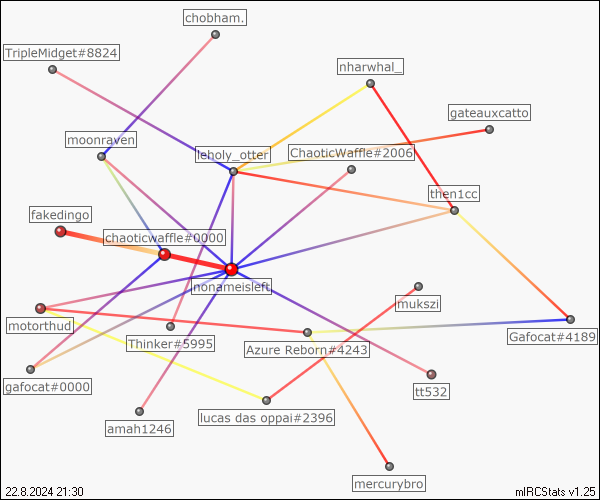 chobham.
TripleMidget#8824
nharwhal_
gateauxcatto
moonraven
leholy_otter
ChaoticWaffle#2006
then1cc
fakedingo
chaoticwaffle#0000
nonameisleft
mukszi
motorthud
Thinker#5995
Azure Reborn#4243
Gafocat#4189
gafocat#0000
tt532
lucas das oppai#2396
amah1246
mercurybro
22.8.2024 21:30
mIRCStats v1.25